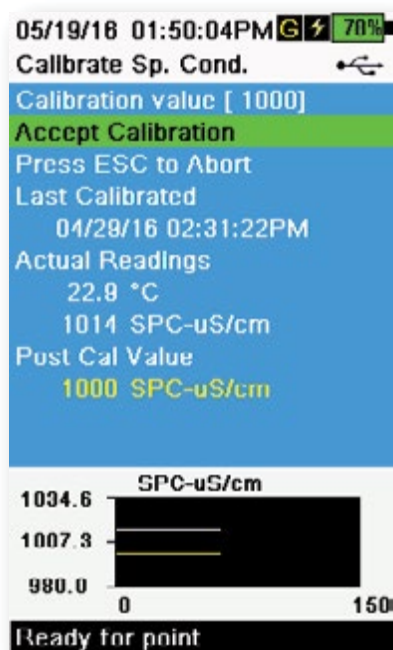 05/19/16 01:50:04PM G 70%
Calibrate Sp. Cond.
Calibration value [ 1000]
Accept Calibration
Press ESC to Abort
Last Calibrated
04/29/16 02:31:22PM
Actual Readings
22.9 °C
1014 SPC-uS/cm
Post Cal Value
1000 SPC-uS/cm
SPC-uS/cm
1034.6
1007.3
980.0
0 150
Ready for point